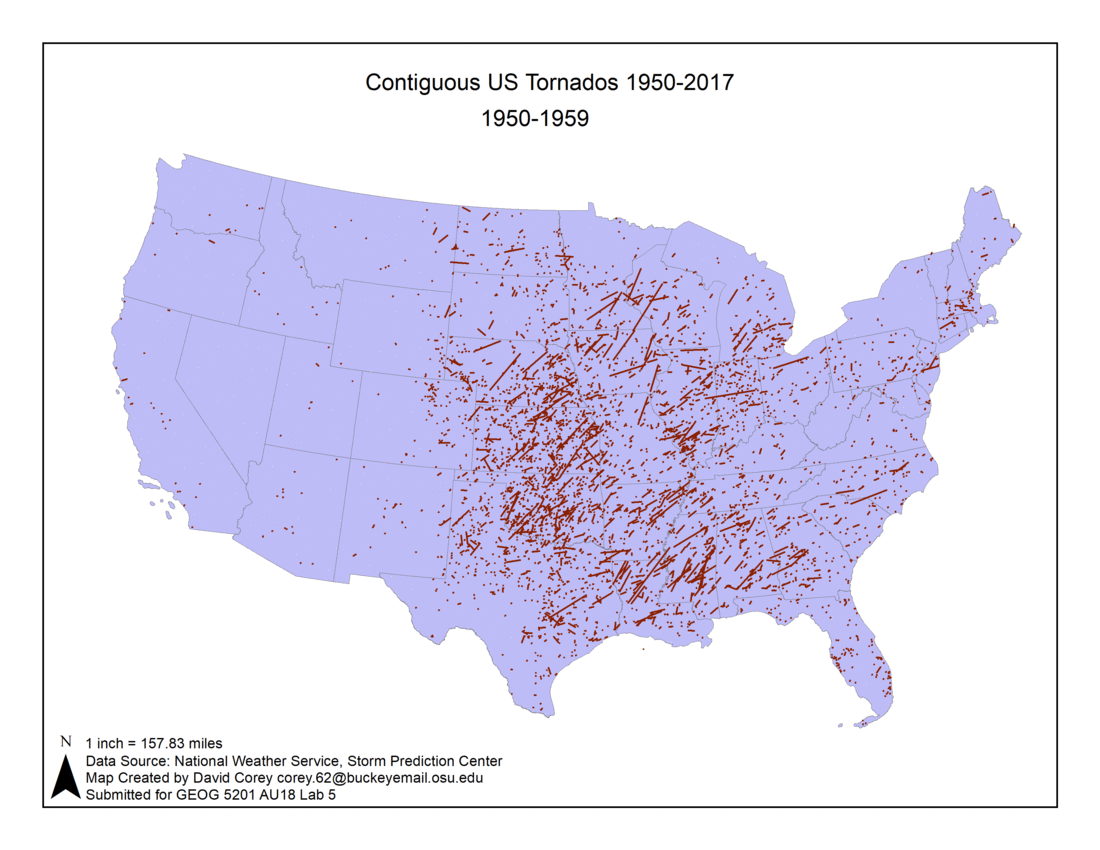 Contiguous US Tornados 1950-2017
1950-1959
N
1 inch = 157.83 miles
Data Source: National Weather Service, Storm Prediction Center
Map Created by David Corey corey.62@buckeyemail.osu.edu
Submitted for GEOG 5201 AU18 Lab 5